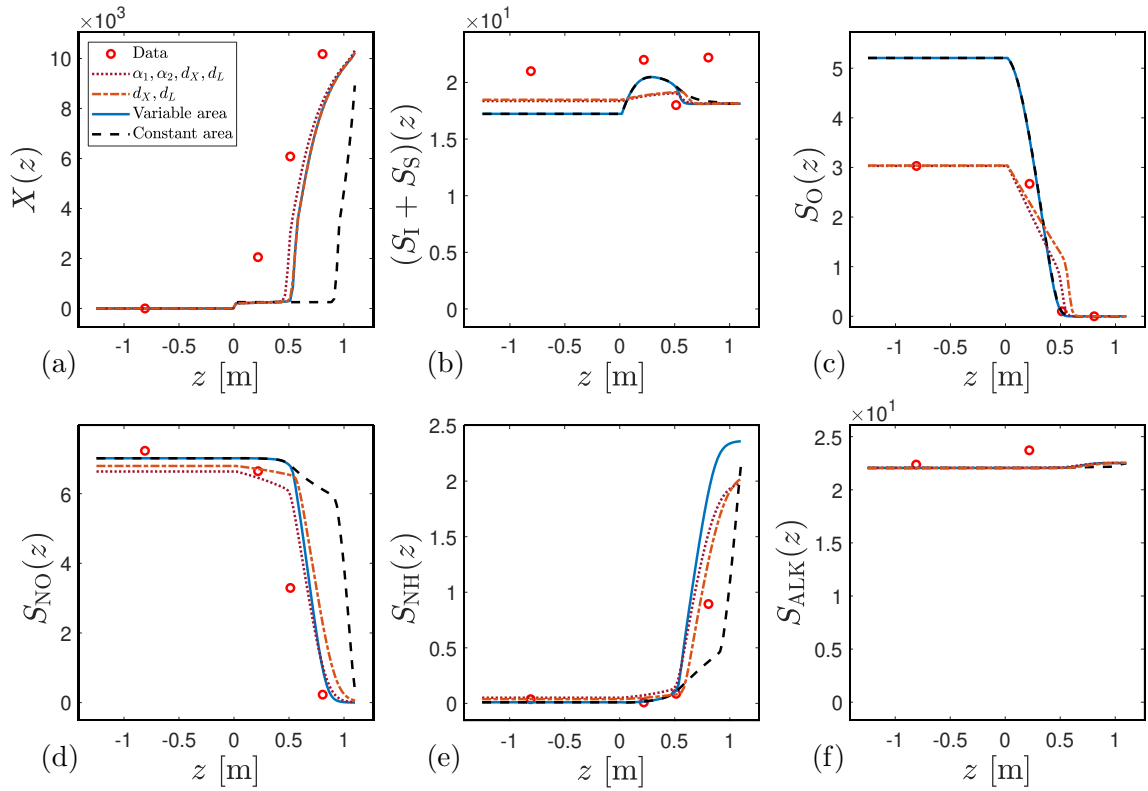 ×10³
X(z)
10
8
6
4
2
0
Data
α₁, α₂, d_X, d_L
d_X, d_L
Variable area
Constant area
-1 -0.5 0 0.5 1
(a) z [m]
×10¹
(S_I + S_S)(z)
2
1
0
-1 -0.5 0 0.5 1
(b) z [m]
S_O(z)
5
4
3
2
1
0
-1 -0.5 0 0.5 1
(c) z [m]
S_NO(z)
6
4
2
0
-1 -0.5 0 0.5 1
(d) z [m]
S_NH(z)
2.5
2
1.5
1
0.5
0
-1 -0.5 0 0.5 1
(e) z [m]
×10¹
S_ALK(z)
2.5
2
1.5
1
0.5
0
-1 -0.5 0 0.5 1
(f) z [m]